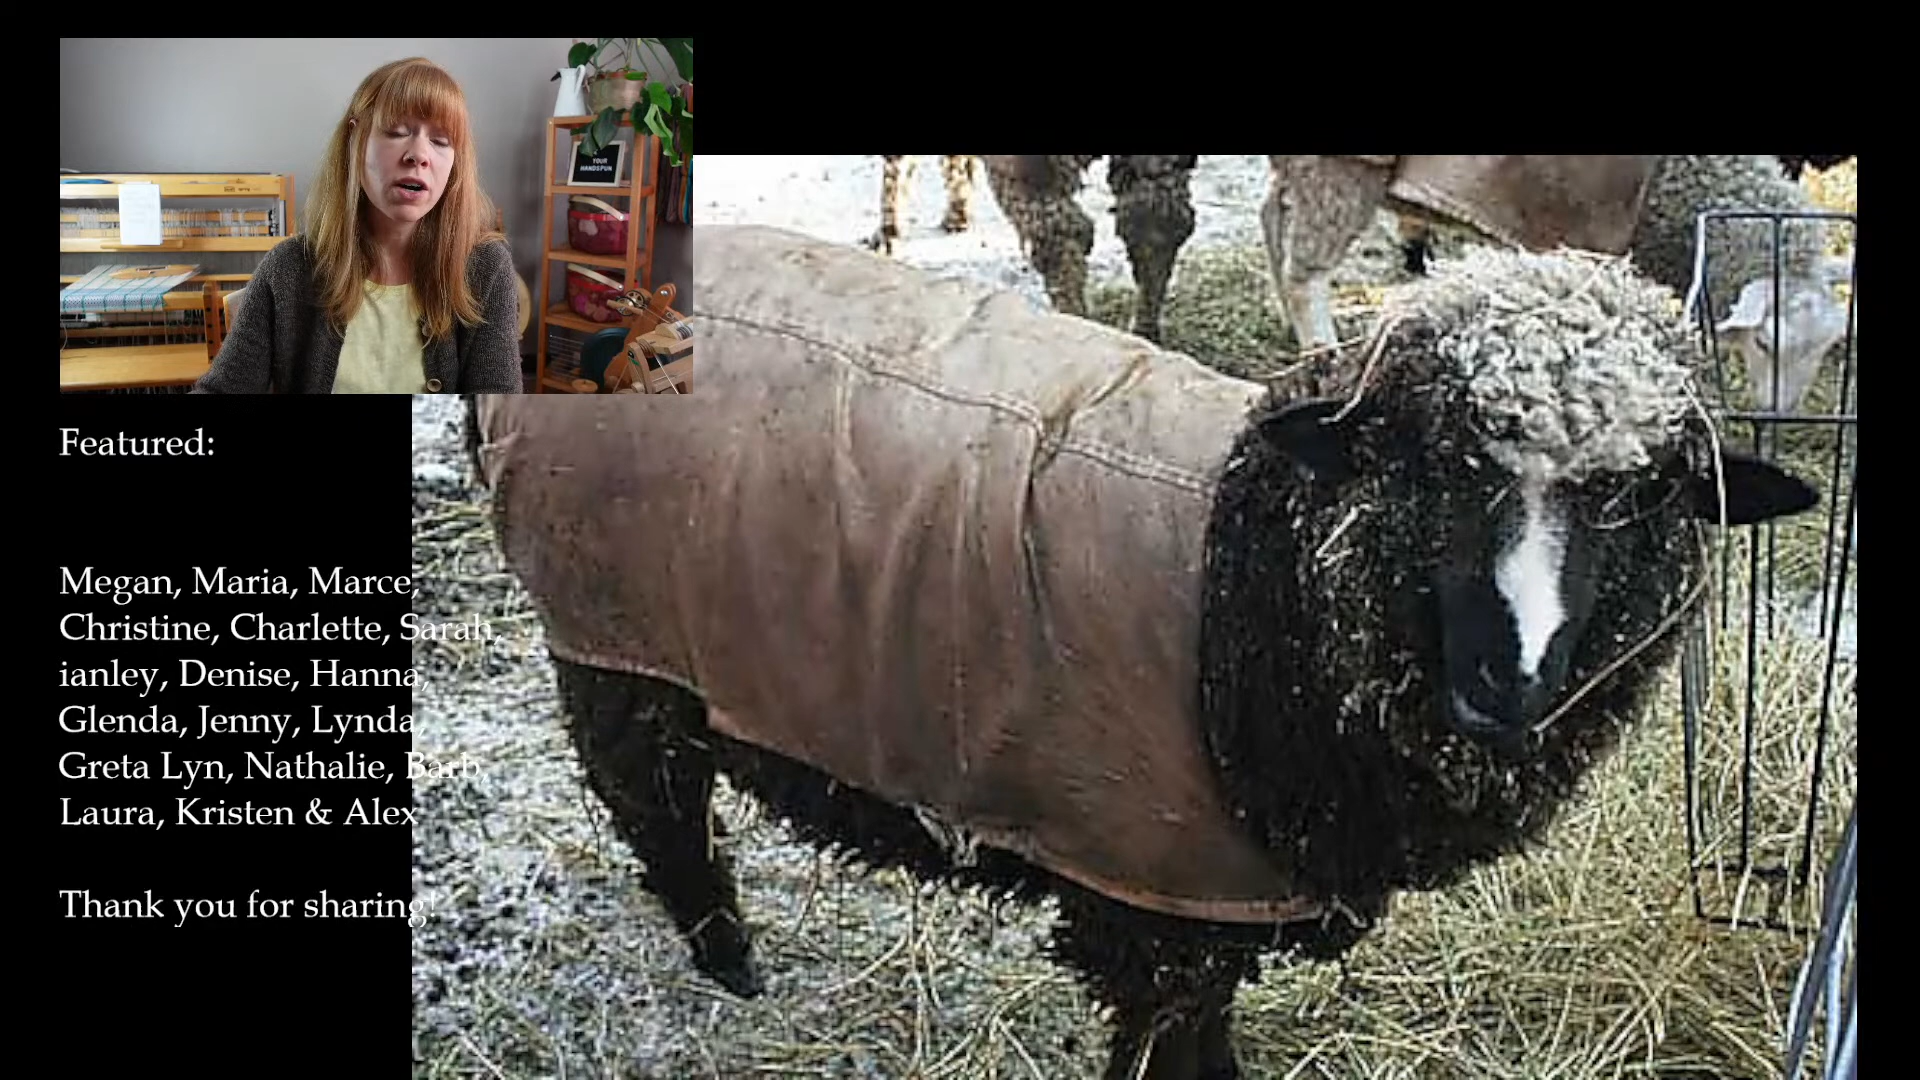 YOUR
HANDSPUN
Featured:
Megan, Maria, Marce,
Christine, Charlette, Sarah,
ianley, Denise, Hanna,
Glenda, Jenny, Lynda,
Greta Lyn, Nathalie, Barb,
Laura, Kristen & Alex
Thank you for sharing!